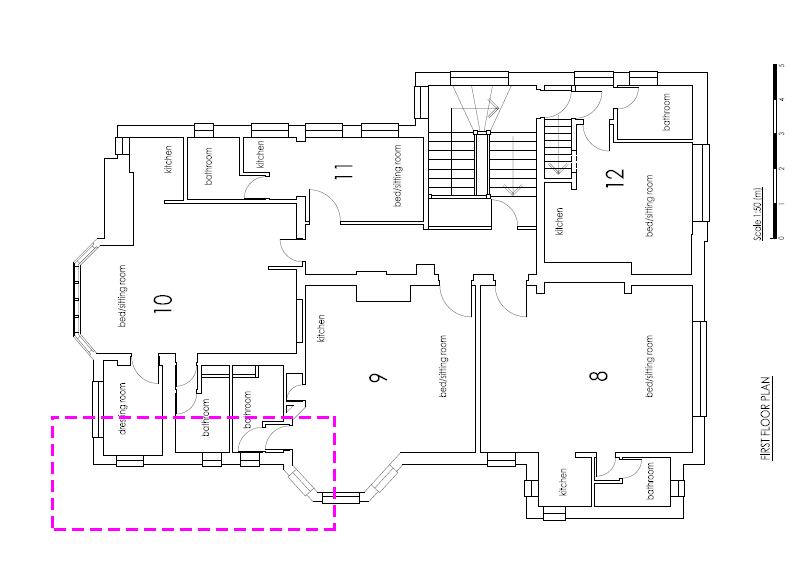 kitchen
bathroom
kitchen
11
bed/sitting room
bathroom
12
kitchen
bed/sitting room
bed/sitting room
10
kitchen
9
bed/sitting room
8
bed/sitting room
dressing room
bathroom
bathroom
kitchen
bathroom
Scale 1:50 (m)
0
1
2
3
4
5
FIRST FLOOR PLAN